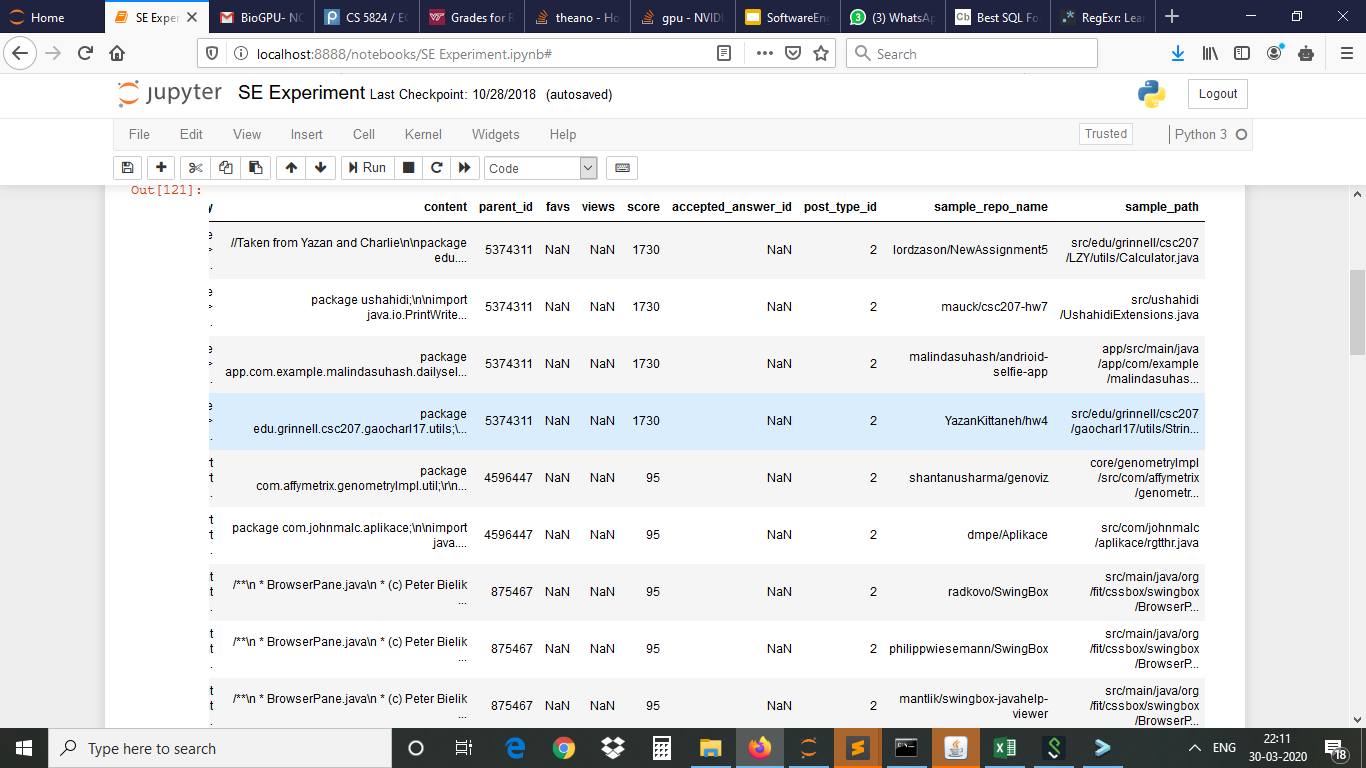 Home
SE Exper
BioGPU- NC
CS 5824 / EC
Grades for R
theano - Ho
gpu - NVIDI
SoftwareEng
(3) WhatsAp
Best SQL Fo
RegExr: Lear
localhost:8888/notebooks/SE Experiment.ipynb#
Search
jupyter SE Experiment Last Checkpoint: 10/28/2018 (autosaved)
Logout
File Edit View Insert Cell Kernel Widgets Help
Trusted
Python 3
Run
Code
Out[121]:
y content parent_id favs views score accepted_answer_id post_type_id sample_repo_name sample_path
//Taken from Yazan and Charlie\n\npackage
edu....
5374311 NaN NaN 1730 NaN 2 lordzason/NewAssignment5
src/edu/grinnell/csc207
/LZY/utils/Calculator.java
package ushahidi;\n\nimport
java.io.PrintWrite...
5374311 NaN NaN 1730 NaN 2 mauck/csc207-hw7
src/ushahidi
/UshahidiExtensions.java
package
app.com.example.malindasuhash.dailysel...
5374311 NaN NaN 1730 NaN 2
malindasuhash/andrioid-
selfie-app
app/src/main/java
/app/com/example
/malindasuhas...
package
edu.grinnell.csc207.gaocharl17.utils;\...
5374311 NaN NaN 1730 NaN 2 YazanKittaneh/hw4
src/edu/grinnell/csc207
/gaocharl17/utils/Strin...
package
com.affymetrix.genometryImpl.util;\r\n...
4596447 NaN NaN 95 NaN 2 shantanusharma/genoviz
core/genometryImpl
/src/com/affymetrix
/genometr...
package com.johnmalc.aplikace;\n\nimport
java....
4596447 NaN NaN 95 NaN 2 dmpe/Aplikace
src/com/johnmalc
/aplikace/rgtthr.java
/**\n * BrowserPane.java\n * (c) Peter Bielik
...
875467 NaN NaN 95 NaN 2 radkovo/SwingBox
src/main/java/org
/fit/cssbox/swingbox
/BrowserP...
/**\n * BrowserPane.java\n * (c) Peter Bielik
...
875467 NaN NaN 95 NaN 2 philippwiesemann/SwingBox
src/main/java/org
/fit/cssbox/swingbox
/BrowserP...
/**\n * BrowserPane.java\n * (c) Peter Bielik
...
875467 NaN NaN 95 NaN 2
mantlik/swingbox-javahelp-
viewer
src/main/java/org
/fit/cssbox/swingbox
/BrowserP...
Type here to search
ENG
22:11
30-03-2020
18